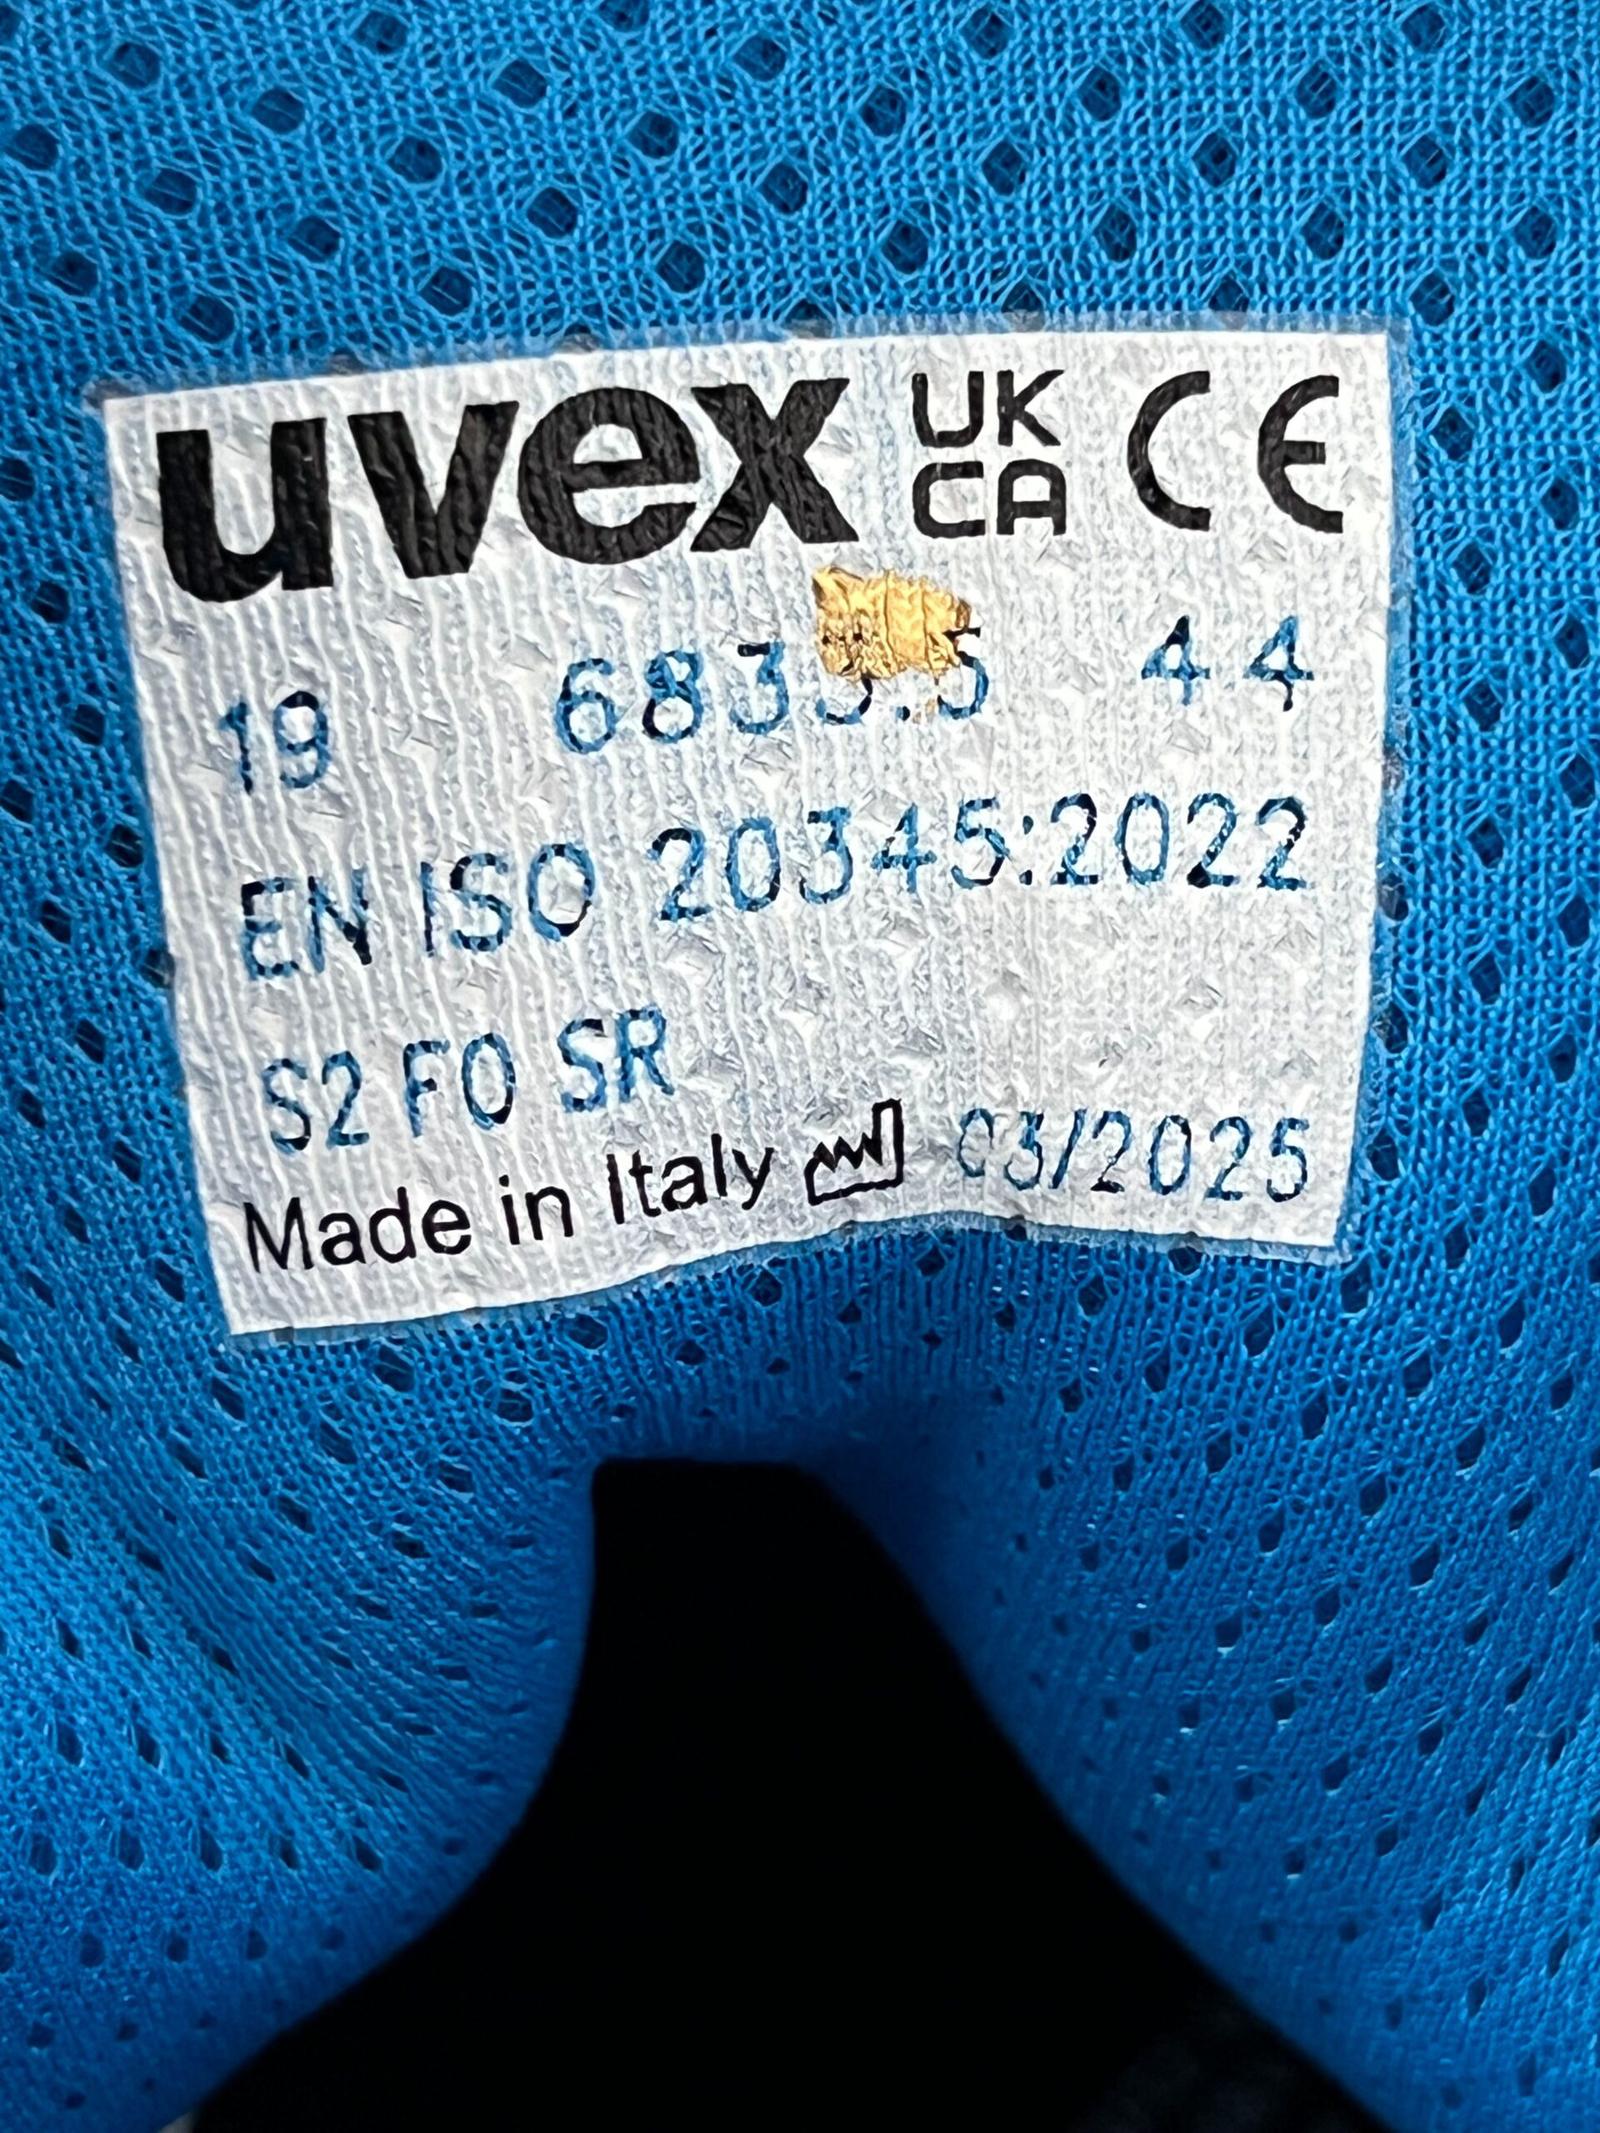 uvex UK CA CE
19 44
EN ISO 20345:2022
S2 FO SR
Made in Italy 03/2025